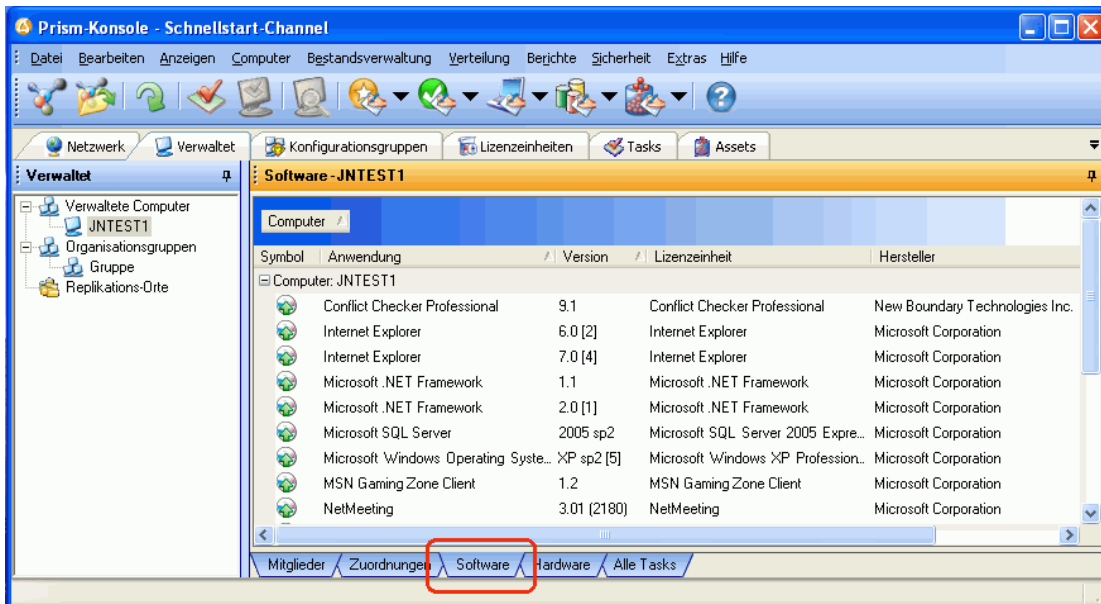 Prism-Konsole - Schnellstart-Channel
Datei Bearbeiten Anzeigen Computer Bestandsverwaltung Verteilung Berichte Sicherheit Extras Hilfe
Netzwerk Verwaltet Konfigurationsgruppen Lizenzeinheiten Tasks Assets
Verwaltet
Verwaltete Computer
JNTEST1
Organisationsgruppen
Gruppe
Replikations-Orte
Software - JNTEST1
Computer
Symbol Anwendung Version Lizenzeinheit Hersteller
Computer: JNTEST1
Conflict Checker Professional 9.1 Conflict Checker Professional New Boundary Technologies Inc.
Internet Explorer 6.0 [2] Internet Explorer Microsoft Corporation
Internet Explorer 7.0 [4] Internet Explorer Microsoft Corporation
Microsoft .NET Framework 1.1 Microsoft .NET Framework Microsoft Corporation
Microsoft .NET Framework 2.0 [1] Microsoft .NET Framework Microsoft Corporation
Microsoft SQL Server 2005 sp2 Microsoft SQL Server 2005 Expre... Microsoft Corporation
Microsoft Windows Operating Syste... XP sp2 [5] Microsoft Windows XP Profession... Microsoft Corporation
MSN Gaming Zone Client 1.2 MSN Gaming Zone Client Microsoft Corporation
NetMeeting 3.01 (2180) NetMeeting Microsoft Corporation
Mitglieder Zuordnungen Software Hardware Alle Tasks